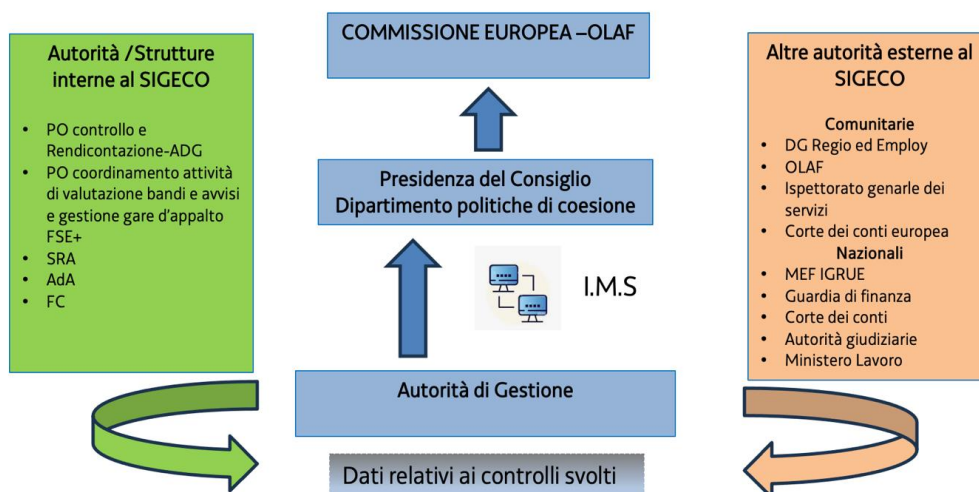 Autorità /Strutture
interne al SIGECO
• PO controllo e
Rendicontazione-ADG
• PO coordinamento attività
di valutazione bandi e avvisi
e gestione gare d'appalto
FSE+
• SRA
• AdA
• FC
COMMISSIONE EUROPEA –OLAF
Presidenza del Consiglio
Dipartimento politiche di coesione
I.M.S
Autorità di Gestione
Dati relativi ai controlli svolti
Altre autorità esterne al
SIGECO
Comunitarie
• DG Regio ed Employ
• OLAF
• Ispettorato genarle dei
servizi
• Corte dei conti europea
Nazionali
• MEF IGRUE
• Guardia di finanza
• Corte dei conti
• Autorità giudiziarie
• Ministero Lavoro